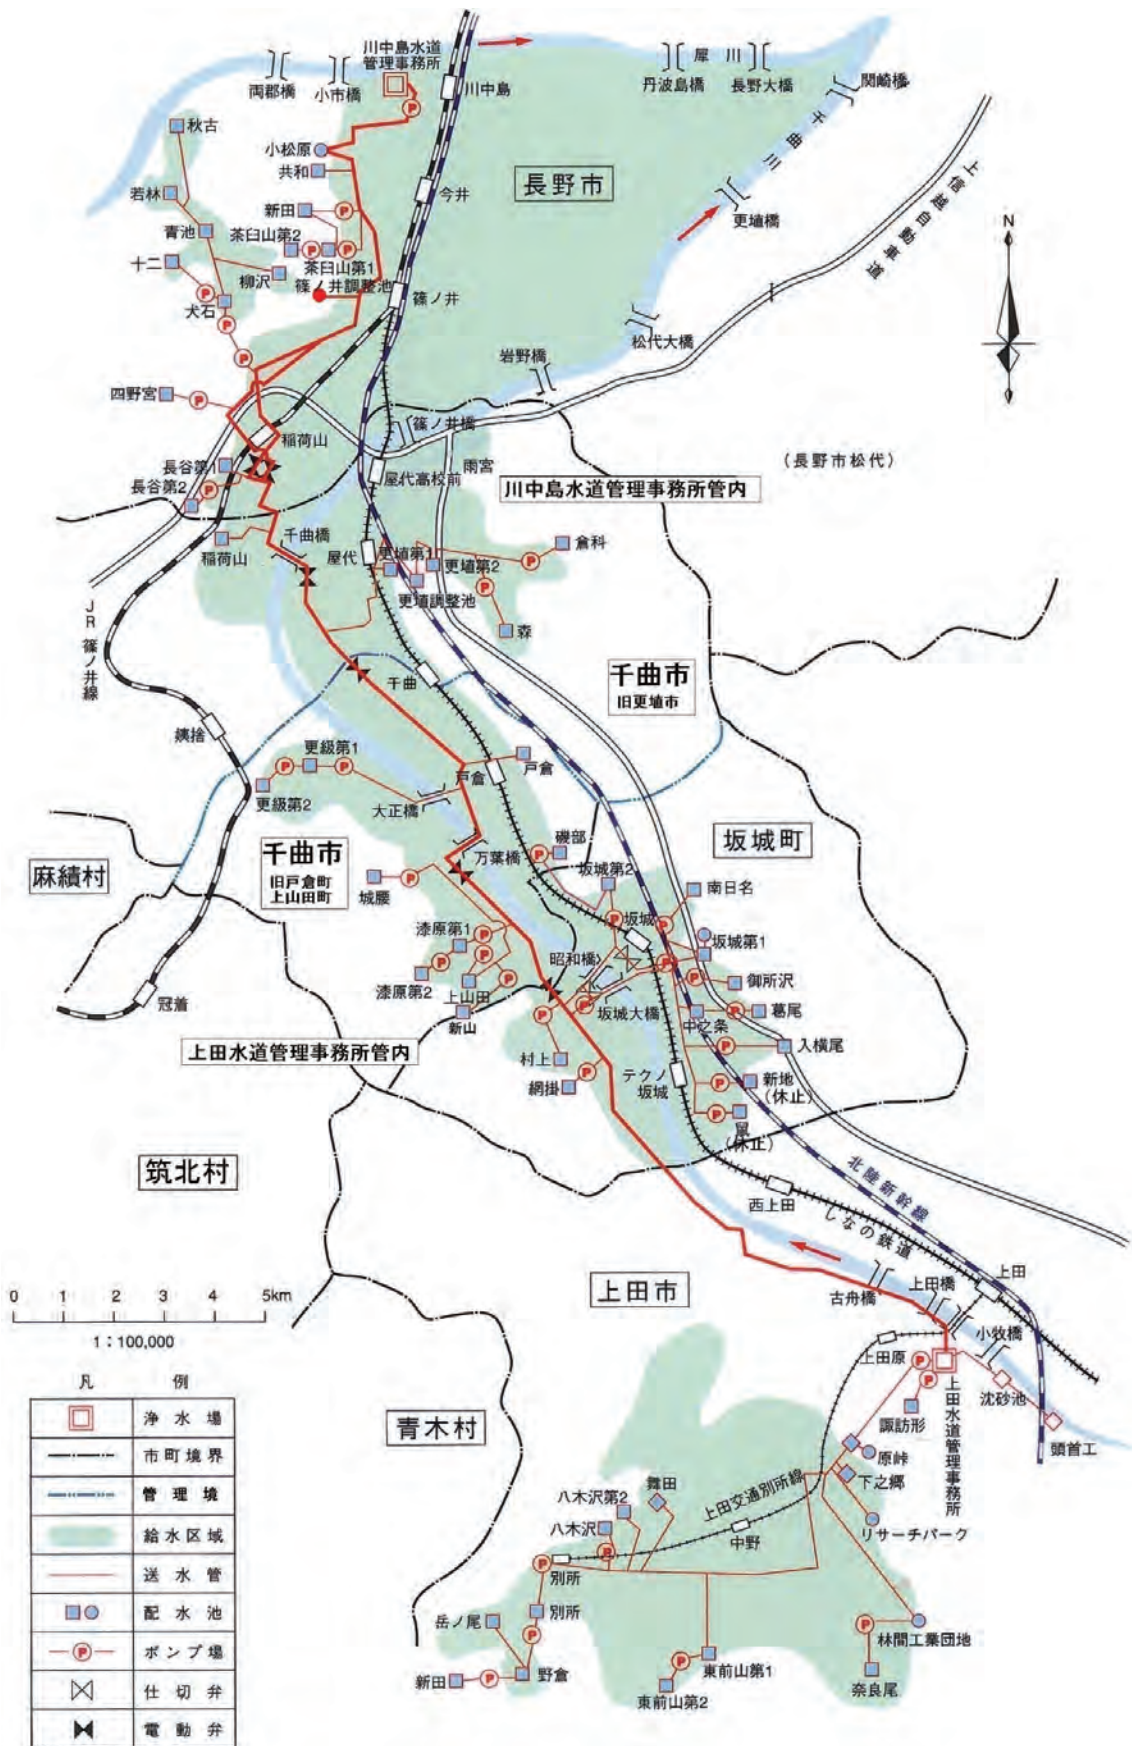 川中島水道
管理事務所
両郡橋
小市橋
川中島
丹波島橋
犀川
長野大橋
関崎橋
千曲川
秋古
小松原
共和
長野市
今井
更埴橋
上信越自動車道
若林
新田
青池
茶臼山第2
茶臼山第1
十二
柳沢
篠ノ井調整池
篠ノ井
犬石
松代大橋
岩野橋
N
四野宮
篠ノ井橋
稲荷山
長谷第1
長谷第2
屋代高校前
雨宮
(長野市松代)
川中島水道管理事務所管内
稲荷山
千曲橋
屋代
更埴第1
更埴第2
倉科
更埴調整池
森
JR篠ノ井線
千曲市
旧更埴市
千曲
姨捨
更級第1
更級第2
戸倉
戸倉
大正橋
坂城町
麻績村
千曲市
旧戸倉町
上山田町
万葉橋
磯部
坂城第2
南日名
城腰
漆原第1
坂城
坂城第1
昭和橋
漆原第2
上山田
御所沢
冠着
新山
坂城大橋
中之条
葛尾
上田水道管理事務所管内
村上
入横尾
網掛
テクノ
坂城
新地
(休止)
鼠
(休止)
筑北村
北陸新幹線
西上田
しなの鉄道
上田市
上田
古舟橋
上田橋
小牧橋
0 1 2 3 4 5km
1:100,000
上田原
沈砂池
頭首工
諏訪形
上田水道管理事務所
青木村
原峠
下之郷
舞田
八木沢第2
上田交通別所線
リサーチパーク
八木沢
中野
別所
岳ノ尾
別所
林間工業団地
新田
野倉
東前山第1
東前山第2
奈良尾
凡例
浄水場
市町境界
管理境
給水区域
送水管
配水池
P ポンプ場
仕切弁
電動弁